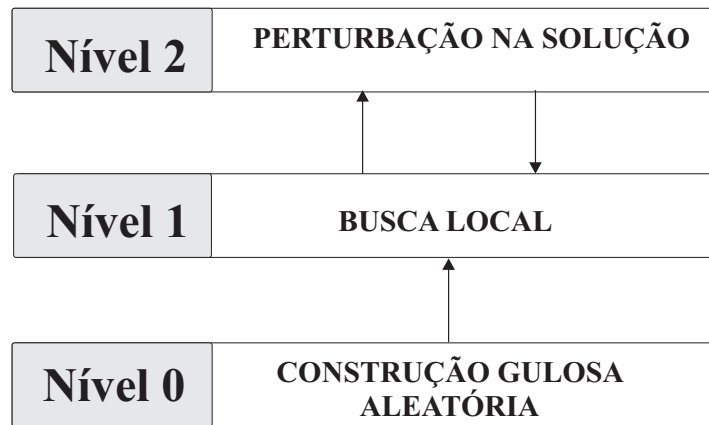 Nível 2
PERTURBAÇÃO NA SOLUÇÃO
Nível 1
BUSCA LOCAL
Nível 0
CONSTRUÇÃO GULOSA
ALEATÓRIA